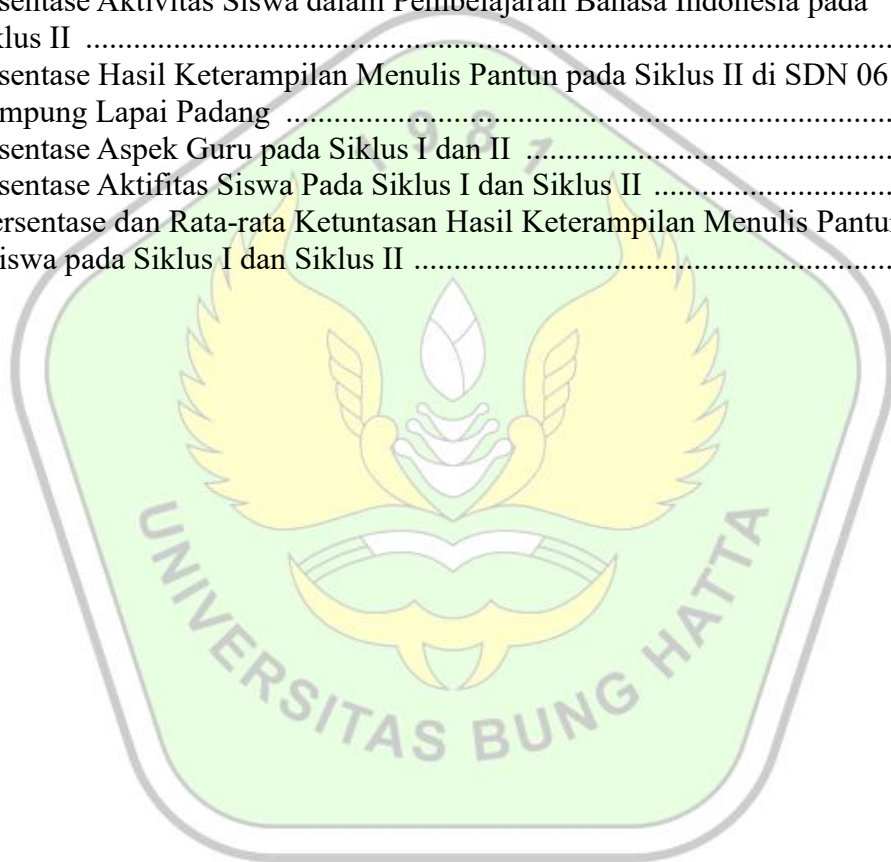 sentase Aktivitas Siswa dalam Pembelajaran Bahasa Indonesia pada
klus II ....................................................................................................
sentase Hasil Keterampilan Menulis Pantun pada Siklus II di SDN 06
mpung Lapai Padang ..........................................................................
sentase Aspek Guru pada Siklus I dan II .............................................
sentase Aktifitas Siswa Pada Siklus I dan Siklus II .............................
ersentase dan Rata-rata Ketuntasan Hasil Keterampilan Menulis Pantu
iswa pada Siklus I dan Siklus II ..........................................................
1981
UNIVERSITAS BUNG HATTA